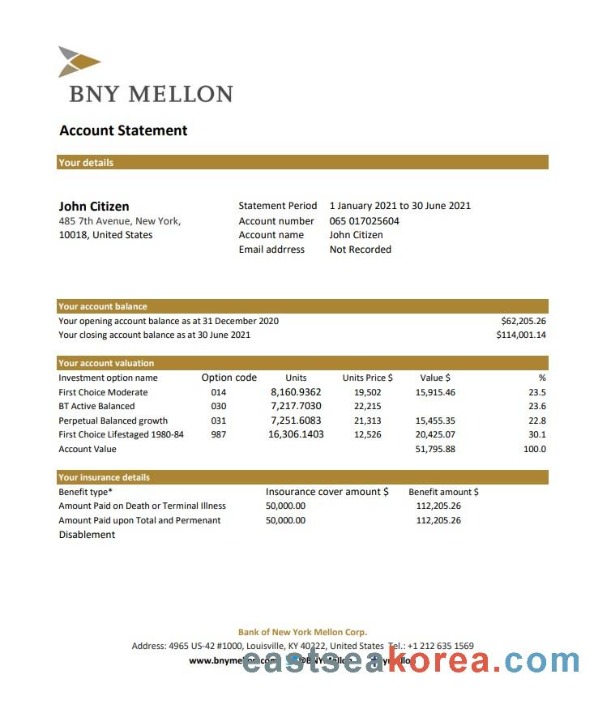 BNY MELLON
Account Statement
Your details
John Citizen
485 7th Avenue, New York,
10018, United States
Statement Period 1 January 2021 to 30 June 2021
Account number 065 017025604
Account name John Citizen
Email addrress Not Recorded
Your account balance
Your opening account balance as at 31 December 2020 $62,205.26
Your closing account balance as at 30 June 2021 $114,001.14
Your account valuation
Investment option name Option code Units Units Price $ Value $ %
First Choice Moderate 014 8,160.9362 19,502 15,915.46 23.5
BT Active Balanced 030 7,217.7030 22,215 23.6
Perpetual Balanced growth 031 7,251.6083 21,313 15,455.35 22.8
First Choice Lifestaged 1980-84 987 16,306.1403 12,526 20,425.07 30.1
Account Value 51,795.88 100.0
Your insurance details
Benefit type* Insourance cover amount $ Benefit amount $
Amount Paid on Death or Terminal Illness 50,000.00 112,205.26
Amount Paid upon Total and Permenant 50,000.00 112,205.26
Disablement
Bank of New York Mellon Corp.
Address: 4965 US-42 #1000, Louisville, KY 40222, United States Tel.: +1 212 635 1569
eastseakorea.com